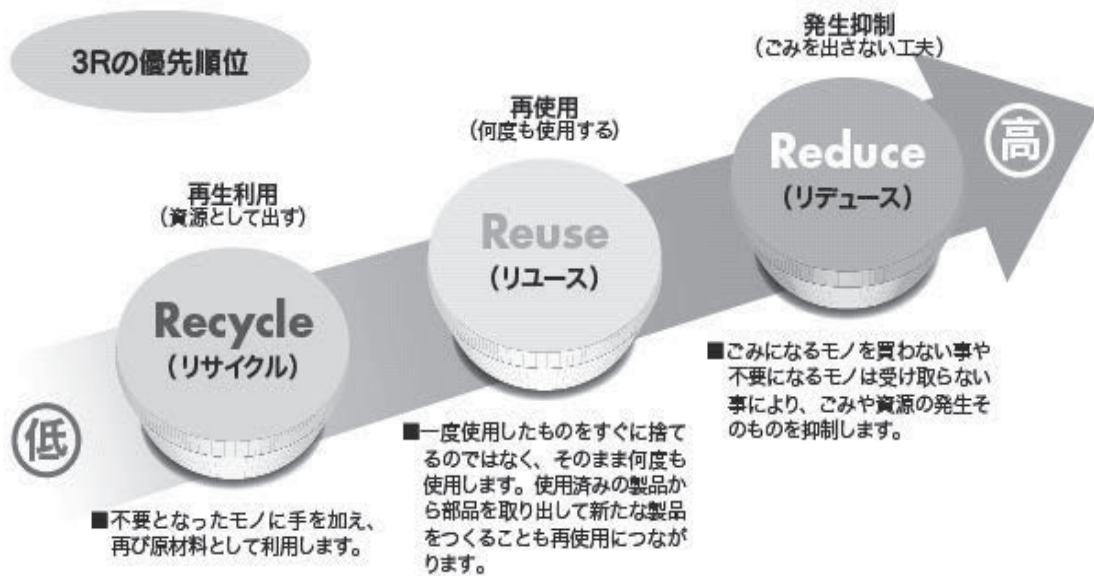 3Rの優先順位
発生抑制
(ごみを出さない工夫)
Reduce
(リデュース)
高
■ごみになるモノを買わない事や
不要になるモノは受け取らない
事により、ごみや資源の発生そ
のものを抑制します。
再使用
(何度も使用する)
Reuse
(リユース)
■一度使用したものをすぐに捨て
るのではなく、そのまま何度も
使用します。使用済みの製品か
ら部品を取り出して新たな製品
をつくることも再使用につなが
ります。
再生利用
(資源として出す)
Recycle
(リサイクル)
低
■不要となったモノに手を加え、
再び原材料として利用します。